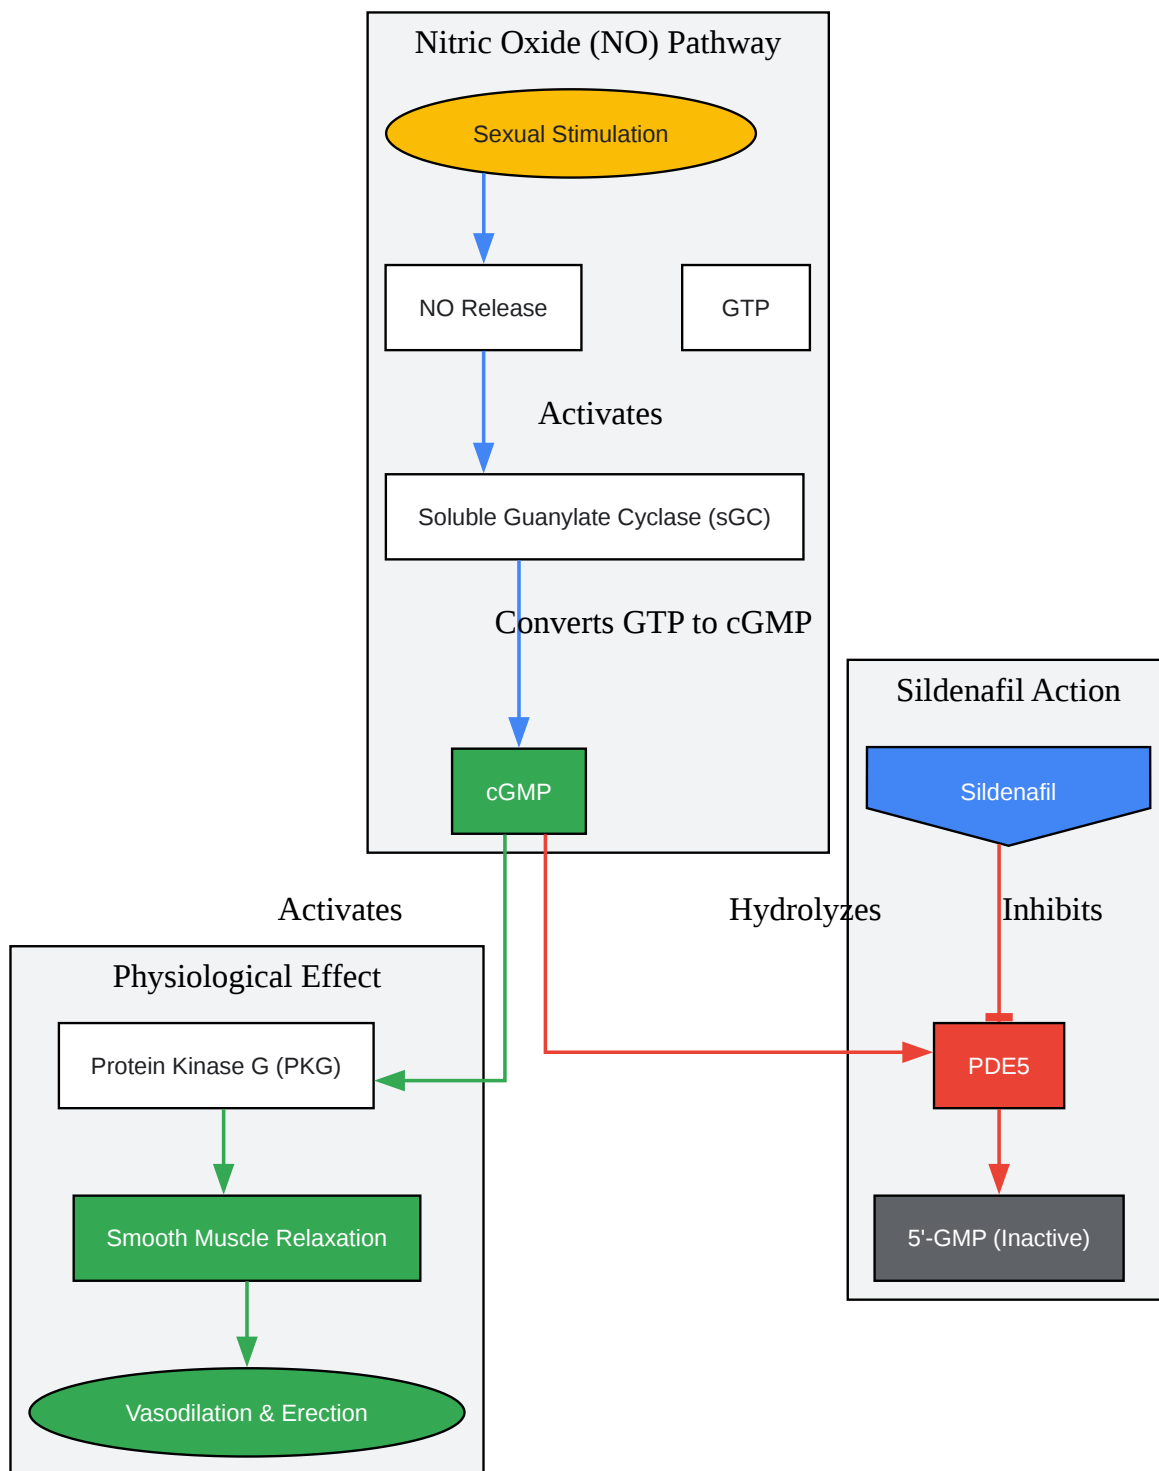 Nitric Oxide (NO) Pathway
Sexual Stimulation
NO Release
GTP
Activates
Soluble Guanylate Cyclase (sGC)
Converts GTP to cGMP
cGMP
Sildenafil Action
Sildenafil
Activates
Hydrolyzes
Inhibits
Physiological Effect
Protein Kinase G (PKG)
PDE5
Smooth Muscle Relaxation
5'-GMP (Inactive)
Vasodilation & Erection